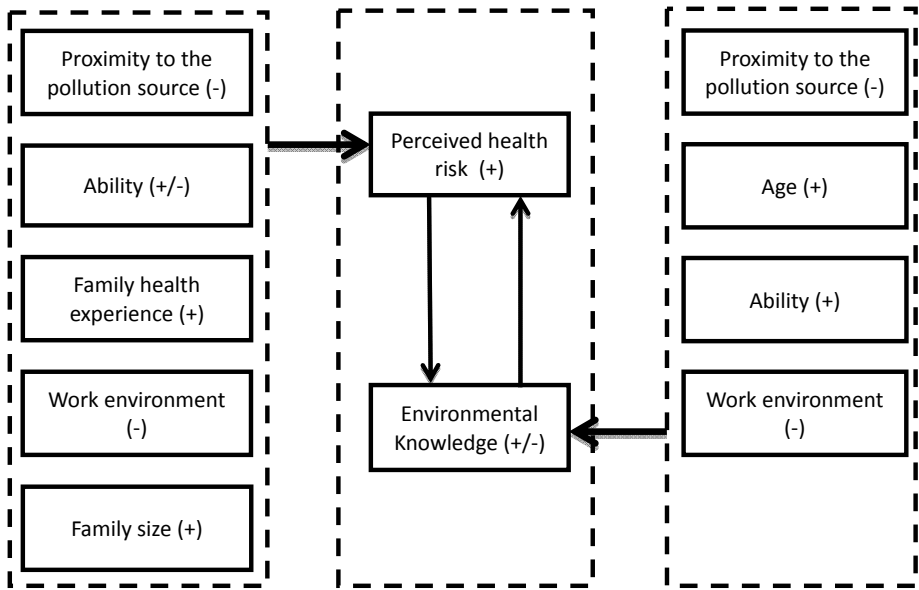 Proximity to the
pollution source (-)
Ability (+/-)
Family health
experience (+)
Work environment
(-)
Family size (+)
Perceived health
risk (+)
Environmental
Knowledge (+/-)
Proximity to the
pollution source (-)
Age (+)
Ability (+)
Work environment
(-)